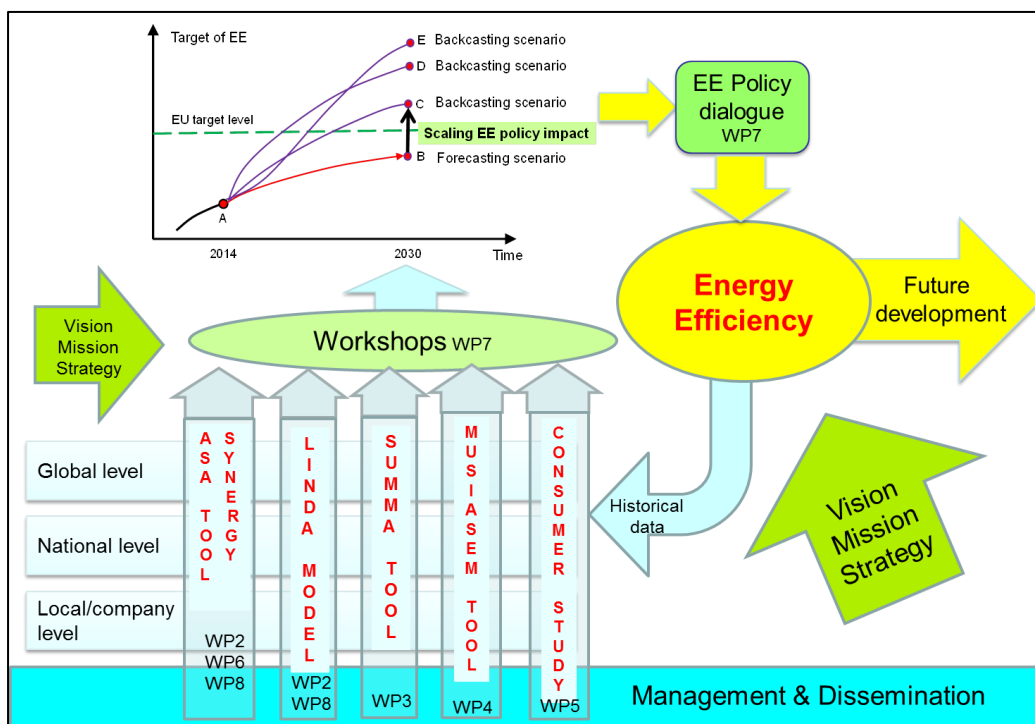 Target of EE
E Backcasting scenario
D Backcasting scenario
C Backcasting scenario
EU target level
Scaling EE policy impact
B Forecasting scenario
A
2014
2030
Time
EE Policy
dialogue
WP7
Energy
Efficiency
Future
development
Vision
Mission
Strategy
Workshops WP7
Global level
National level
Local/company
level
ASA TOOL
SYNERGY
WP2
WP6
WP8
LINDA MODEL
WP2
WP8
SUMMA TOOL
WP3
MUSIASEM TOOL
WP4
CONSUMER STUDY
WP5
Historical
data
Vision
Mission
Strategy
Management & Dissemination